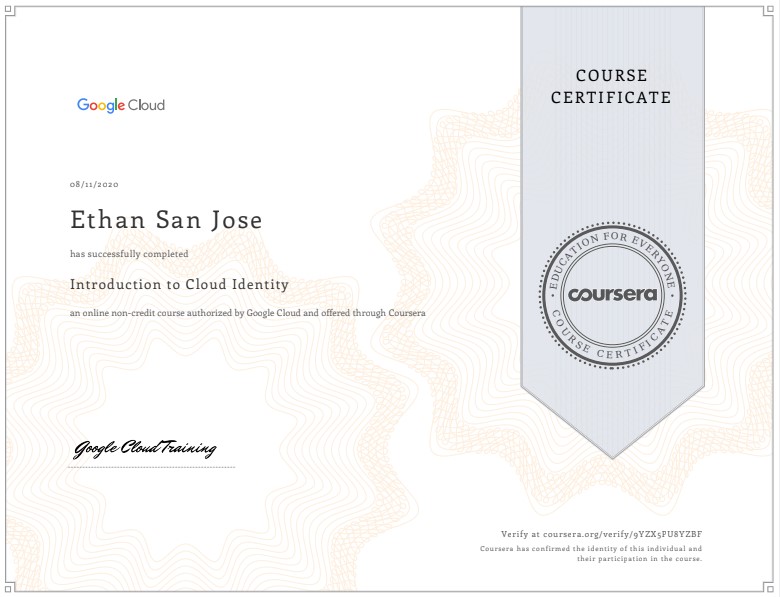 COURSE
CERTIFICATE
Google Cloud
08/11/2020
Ethan San Jose
has successfully completed
Introduction to Cloud Identity
an online non-credit course authorized by Google Cloud and offered through Coursera
EDUCATION FOR EVERYONE
coursera
COURSE CERTIFICATE
Google Cloud Training
Verify at coursera.org/verify/9YZX5PU8YZBF
Coursera has confirmed the identity of this individual and
their participation in the course.